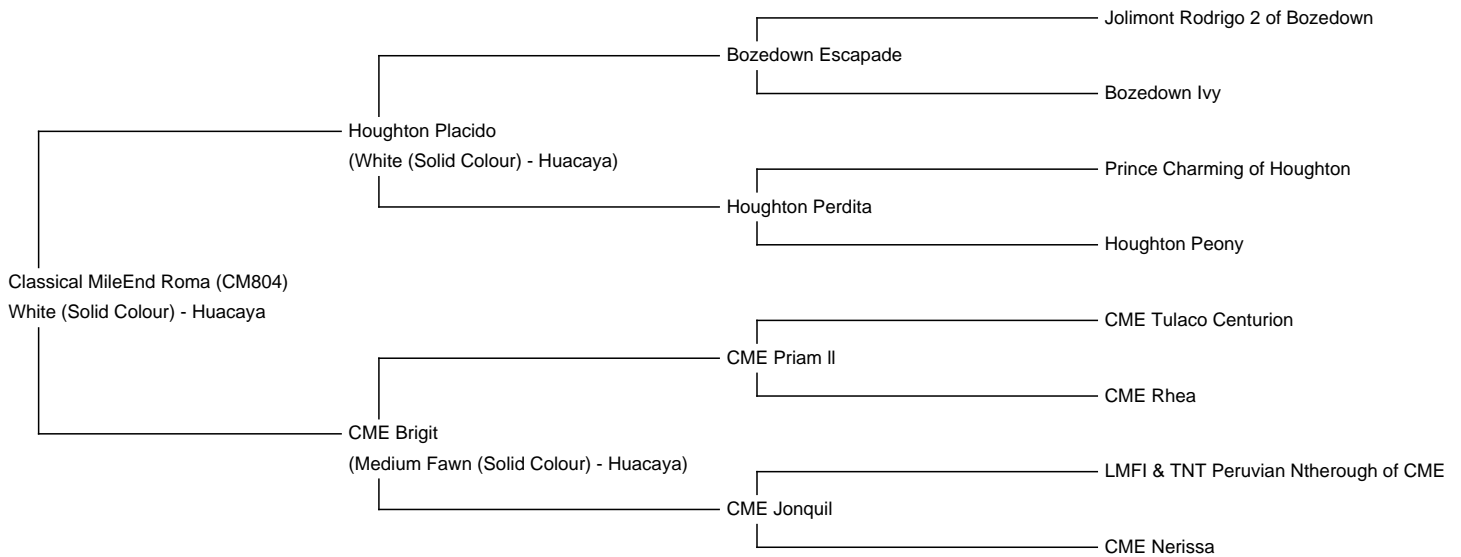 Jolimont Rodrigo 2 of Bozedown
Bozedown Escapade
Bozedown Ivy
Houghton Placido
(White (Solid Colour) - Huacaya)
Prince Charming of Houghton
Houghton Perdita
Houghton Peony
Classical MileEnd Roma (CM804)
White (Solid Colour) - Huacaya
CME Tulaco Centurion
CME Priam ll
CME Rhea
CME Brigit
(Medium Fawn (Solid Colour) - Huacaya)
LMFI & TNT Peruvian Ntherough of CME
CME Jonquil
CME Nerissa